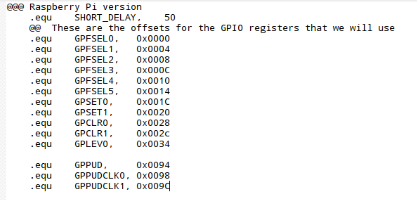 @@@ Raspberry Pi version
.equ SHORT_DELAY, 50
@@ These are the offsets for the GPIO registers that we will use
.equ GPFSEL0, 0x0000
.equ GPFSEL1, 0x0004
.equ GPFSEL2, 0x0008
.equ GPFSEL3, 0x000C
.equ GPFSEL4, 0x0010
.equ GPFSEL5, 0x0014
.equ GPSET0, 0x001C
.equ GPSET1, 0x0020
.equ GPCLR0, 0x0028
.equ GPCLR1, 0x002c
.equ GPLEV0, 0x0034
.equ GPPUD, 0x0094
.equ GPPUDCLK0, 0x0098
.equ GPPUDCLK1, 0x009C